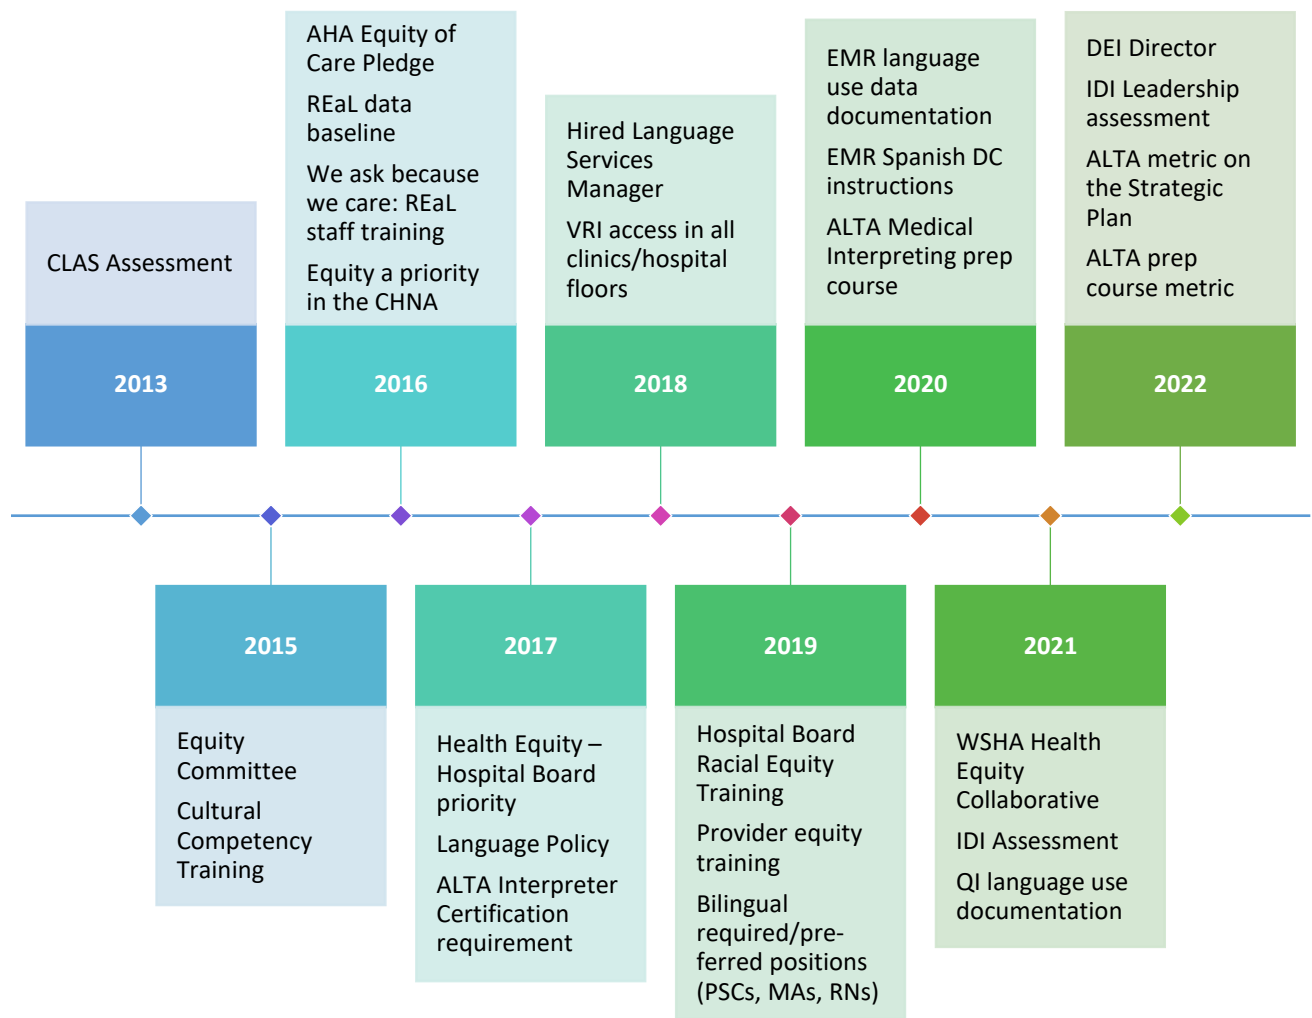 AHA Equity of
Care Pledge
REaL data
baseline
We ask because
we care: REaL
staff training
Equity a priority
in the CHNA
EMR language
use data
documentation
EMR Spanish DC
instructions
ALTA Medical
Interpreting prep
course
DEI Director
IDI Leadership
assessment
ALTA metric on
the Strategic
Plan
ALTA prep
course metric
Hired Language
Services
Manager
VRI access in all
clinics/hospital
floors
CLAS Assessment
2013
2016
2018
2020
2022
2015
2017
2019
2021
Equity
Committee
Cultural
Competency
Training
Health Equity –
Hospital Board
priority
Language Policy
ALTA Interpreter
Certification
requirement
Hospital Board
Racial Equity
Training
Provider equity
training
Bilingual
required/pre-
ferred positions
(PSCs, MAs, RNs)
WSHA Health
Equity
Collaborative
IDI Assessment
QI language use
documentation